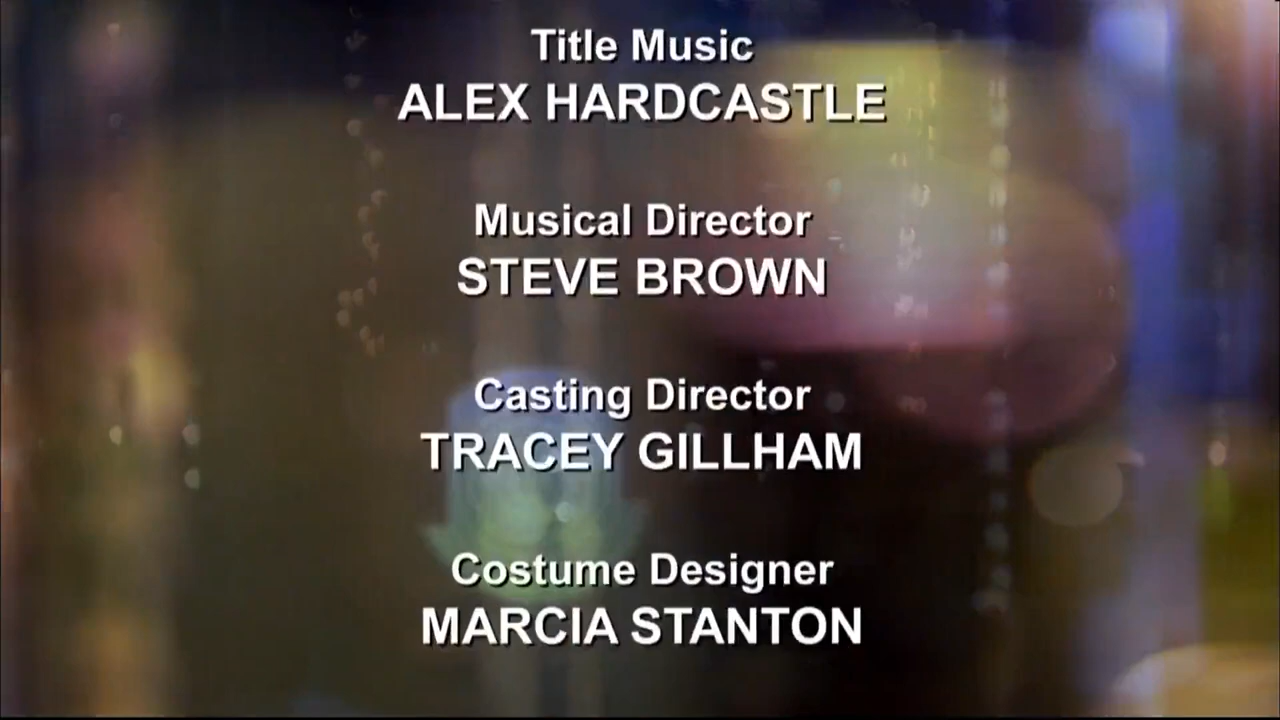 Title Music
ALEX HARDCASTLE
Musical Director
STEVE BROWN
Casting Director
TRACEY GILLHAM
Costume Designer
MARCIA STANTON